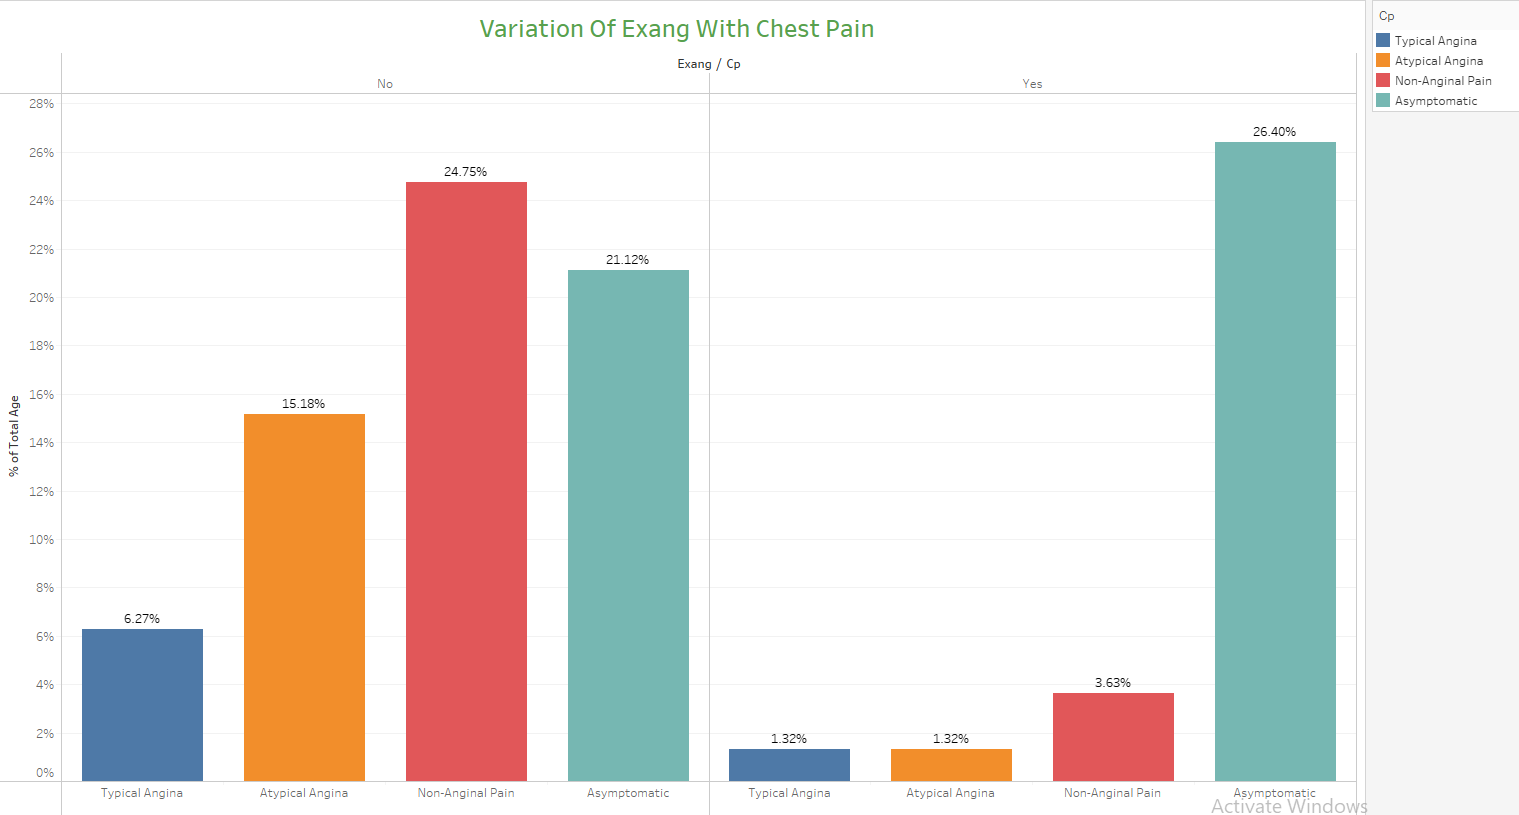 Variation Of Exang With Chest Pain
Exang / Cp
No
Yes
28%
26%
24%
22%
20%
18%
16%
14%
12%
10%
8%
6%
4%
2%
0%
% of Total Age
6.27%
15.18%
24.75%
21.12%
1.32%
1.32%
3.63%
26.40%
Typical Angina
Atypical Angina
Non-Anginal Pain
Asymptomatic
Typical Angina
Atypical Angina
Non-Anginal Pain
Asymptomatic
Cp
Typical Angina
Atypical Angina
Non-Anginal Pain
Asymptomatic
Activate Windows